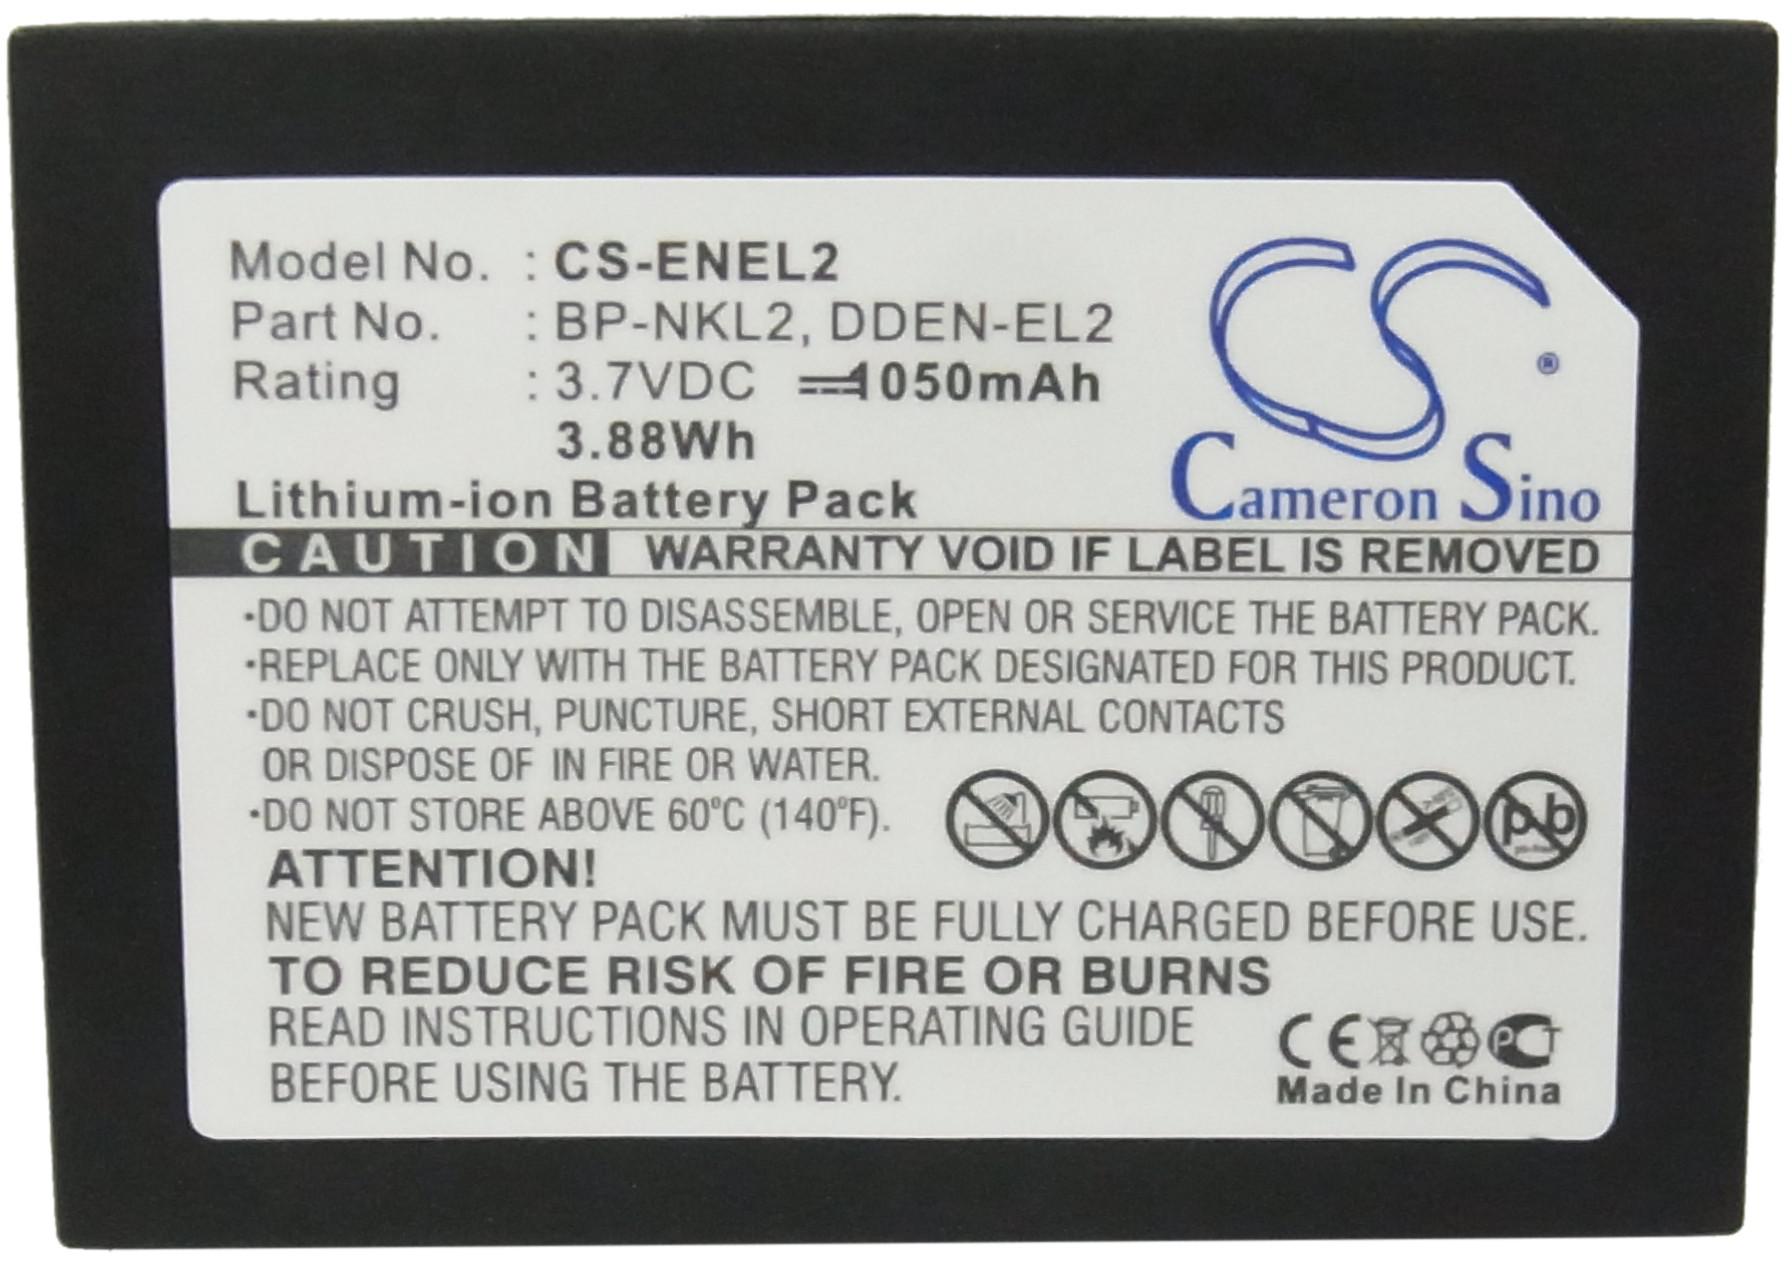 Model No. : CS-ENEL2
Part No. : BP-NKL2, DDEN-EL2
Rating : 3.7VDC 1050mAh
3.88Wh
Lithium-ion Battery Pack
CS ®
Cameron Sino
CAUTION WARRANTY VOID IF LABEL IS REMOVED
·DO NOT ATTEMPT TO DISASSEMBLE, OPEN OR SERVICE THE BATTERY PACK.
·REPLACE ONLY WITH THE BATTERY PACK DESIGNATED FOR THIS PRODUCT.
·DO NOT CRUSH, PUNCTURE, SHORT EXTERNAL CONTACTS
OR DISPOSE OF IN FIRE OR WATER.
·DO NOT STORE ABOVE 60°C (140°F).
pb
ATTENTION!
NEW BATTERY PACK MUST BE FULLY CHARGED BEFORE USE.
TO REDUCE RISK OF FIRE OR BURNS
READ INSTRUCTIONS IN OPERATING GUIDE
BEFORE USING THE BATTERY.
CE PCT
Made In China